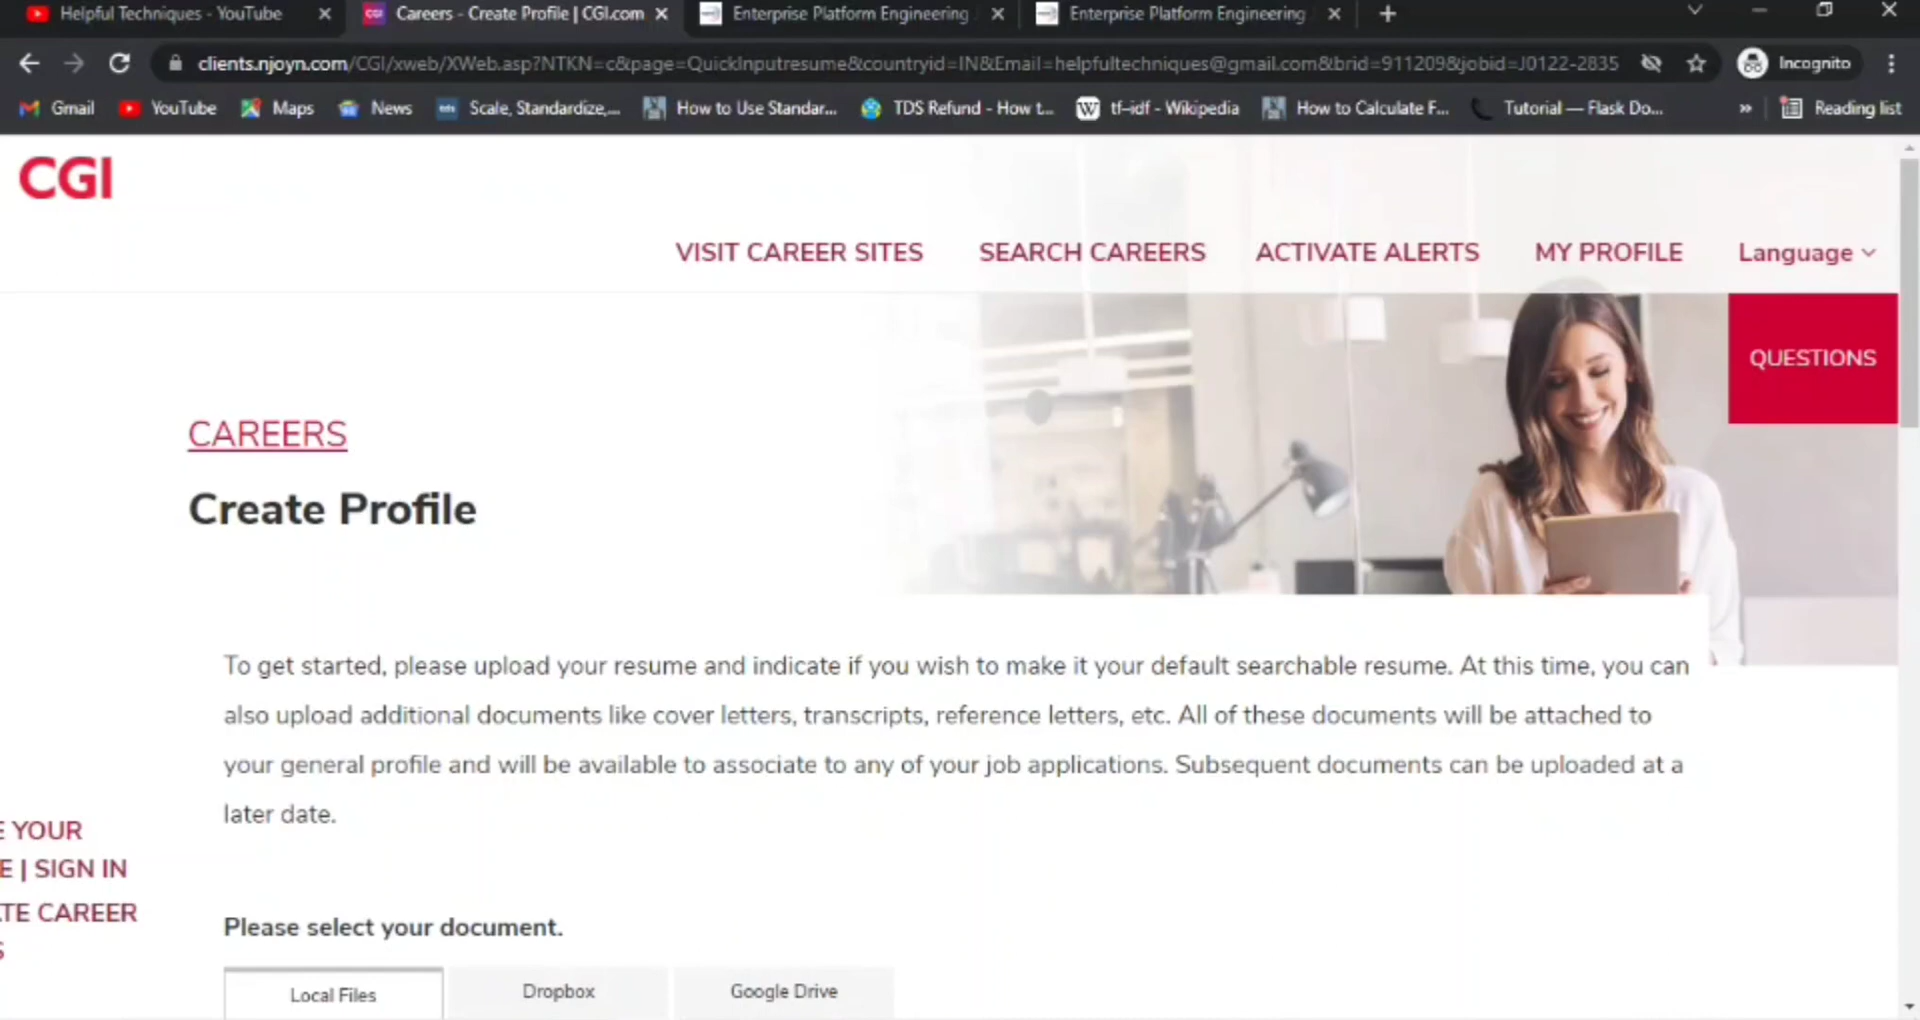 Helpful Techniques - YouTube
Careers - Create Profile | CGI.com
Enterprise Platform Engineering
Enterprise Platform Engineering
clients.njoyn.com/CGI/xweb/XWeb.asp?NTKN=c&page=QuickInputresume&countryid=IN&Email=helpfultechniques@gmail.com&brid=911209&jobid=J0122-2835
Incognito
Gmail
YouTube
Maps
News
Scale, Standardize,...
How to Use Standar...
TDS Refund - How t...
W tf-idf - Wikipedia
How to Calculate F...
Tutorial — Flask Do...
»
Reading list
CGI
VISIT CAREER SITES
SEARCH CAREERS
ACTIVATE ALERTS
MY PROFILE
Language
QUESTIONS
CAREERS
Create Profile
To get started, please upload your resume and indicate if you wish to make it your default searchable resume. At this time, you can
also upload additional documents like cover letters, transcripts, reference letters, etc. All of these documents will be attached to
your general profile and will be available to associate to any of your job applications. Subsequent documents can be uploaded at a
later date.
E YOUR
E | SIGN IN
TE CAREER
S
Please select your document.
Local Files
Dropbox
Google Drive